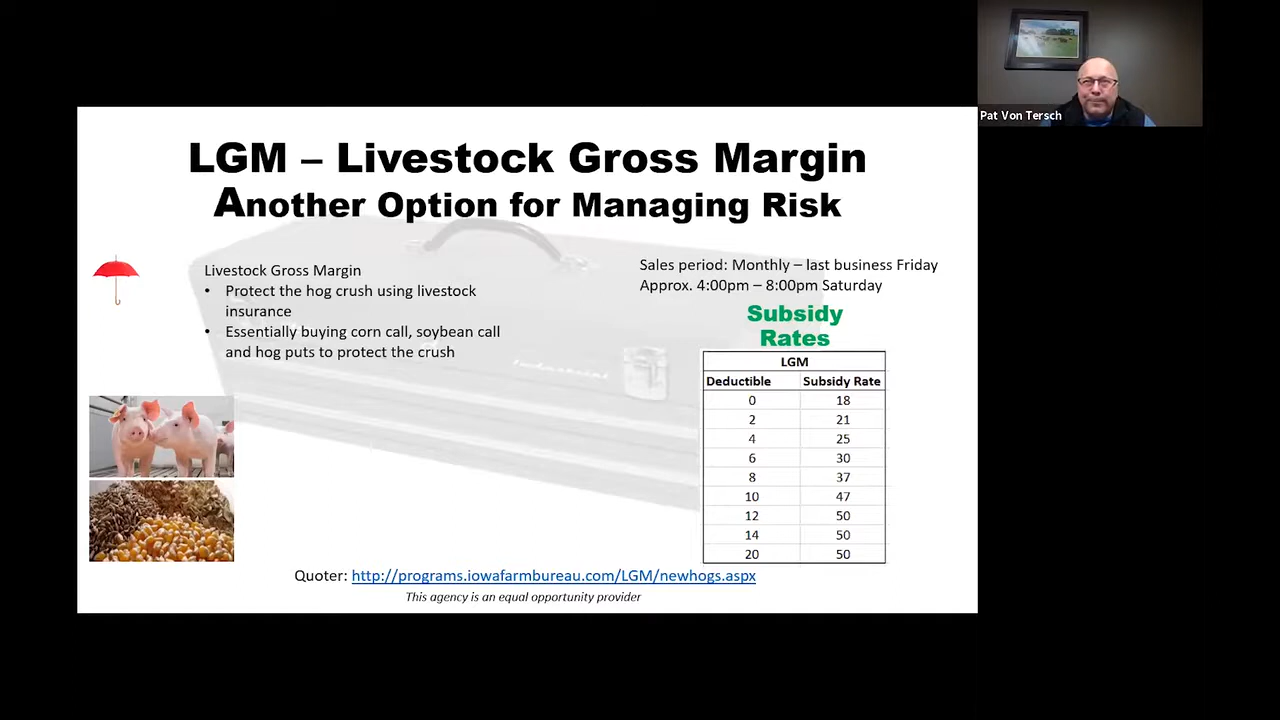 LGM – Livestock Gross Margin
Another Option for Managing Risk
Livestock Gross Margin
• Protect the hog crush using livestock
insurance
• Essentially buying corn call, soybean call
and hog puts to protect the crush
Sales period: Monthly – last business Friday
Approx. 4:00pm – 8:00pm Saturday
Subsidy
Rates
LGM
Deductible Subsidy Rate
0 18
2 21
4 25
6 30
8 37
10 47
12 50
14 50
20 50
Quoter: http://programs.iowafarmbureau.com/LGM/newhogs.aspx
This agency is an equal opportunity provider
Pat Von Tersch